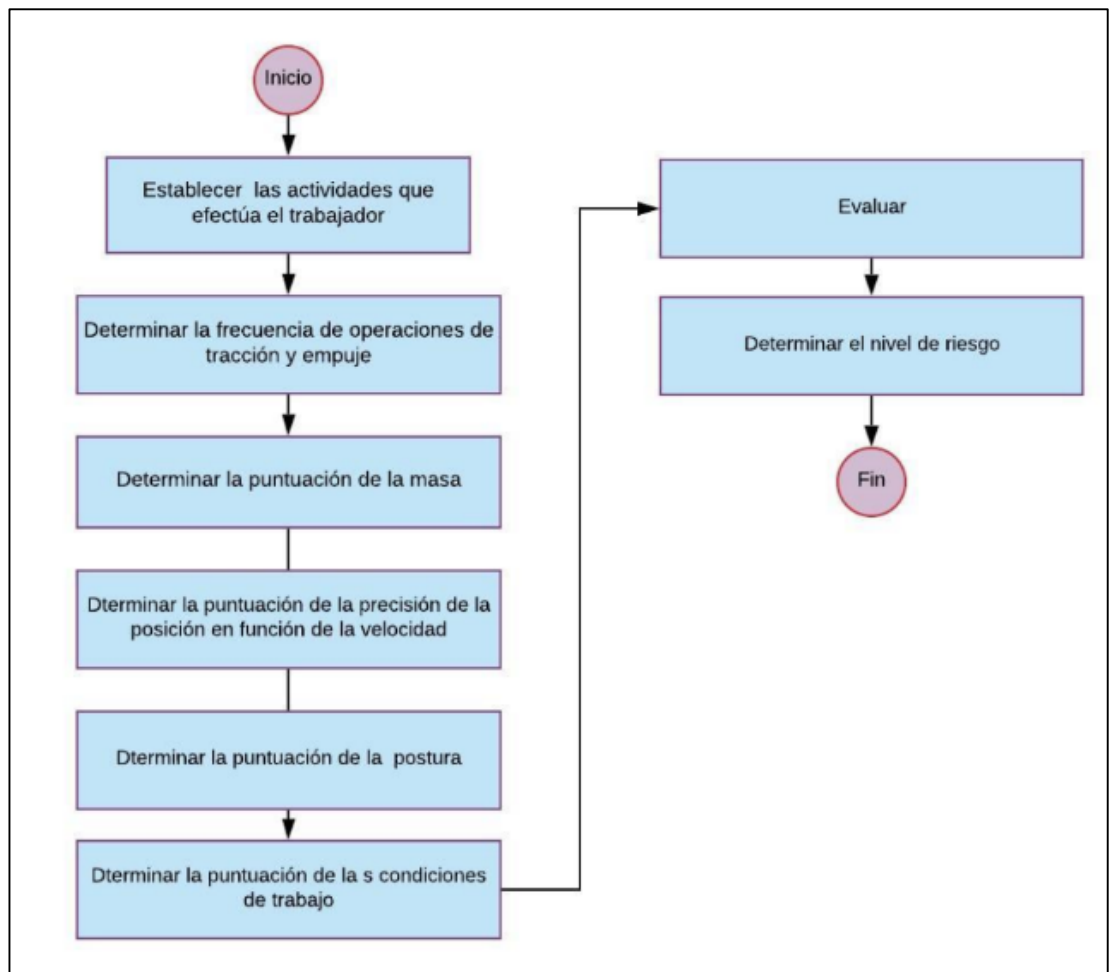 Inicio
Establecer las actividades que
efectúa el trabajador
Determinar la frecuencia de operaciones de
tracción y empuje
Determinar la puntuación de la masa
Dterminar la puntuación de la precisión de la
posición en función de la velocidad
Dterminar la puntuación de la postura
Dterminar la puntuación de la s condiciones
de trabajo
Evaluar
Determinar el nivel de riesgo
Fin